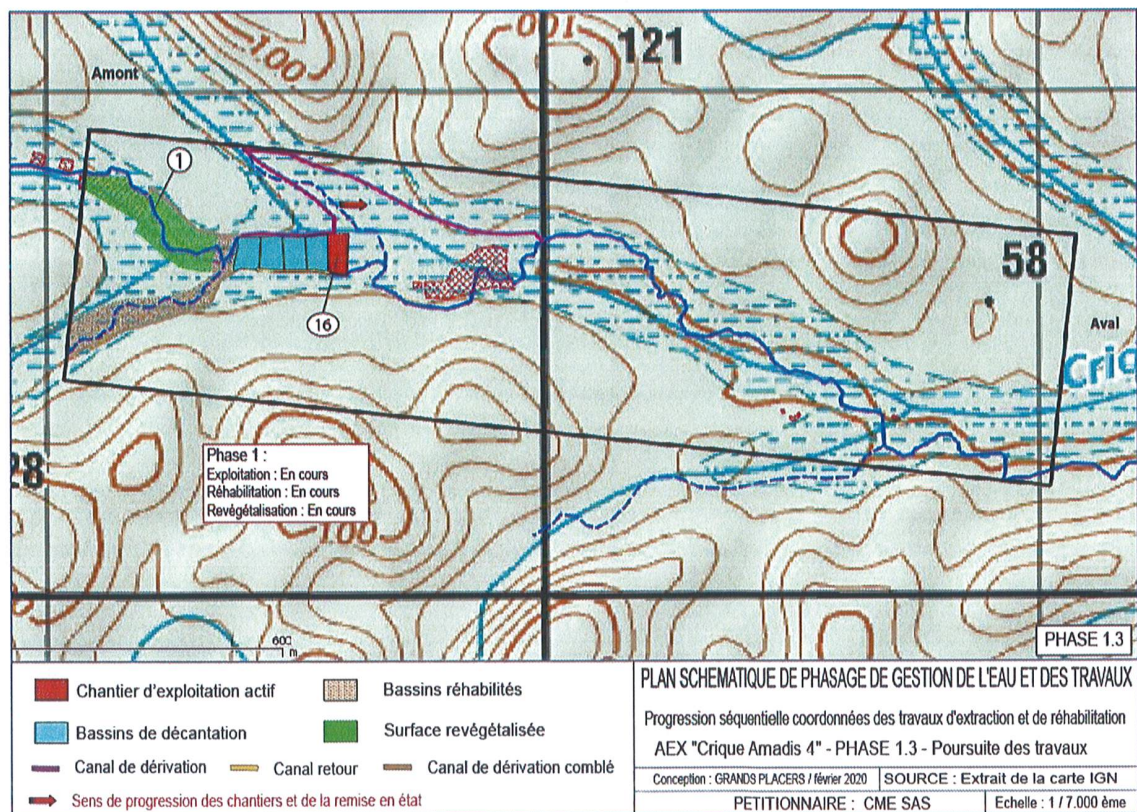 Amont
100
100
121
1
58
16
Aval
Cric
Phase 1 :
Exploitation : En cours
Réhabilitation : En cours
Revégétalisation : En cours
28
100
600
1 m
PHASE 1.3
Chantier d'exploitation actif
Bassins réhabilités
Bassins de décantation
Surface revégétalisée
Canal de dérivation
Canal retour
Canal de dérivation comblé
Sens de progression des chantiers et de la remise en état
PLAN SCHEMATIQUE DE PHASAGE DE GESTION DE L'EAU ET DES TRAVAUX
Progression séquentielle coordonnées des travaux d'extraction et de réhabilitation
AEX "Crique Amadis 4" - PHASE 1.3 - Poursuite des travaux
Conception : GRANDS PLACERS / février 2020
SOURCE : Extrait de la carte IGN
PETITIONNAIRE : CME SAS
Echelle : 1 / 7.000 ème